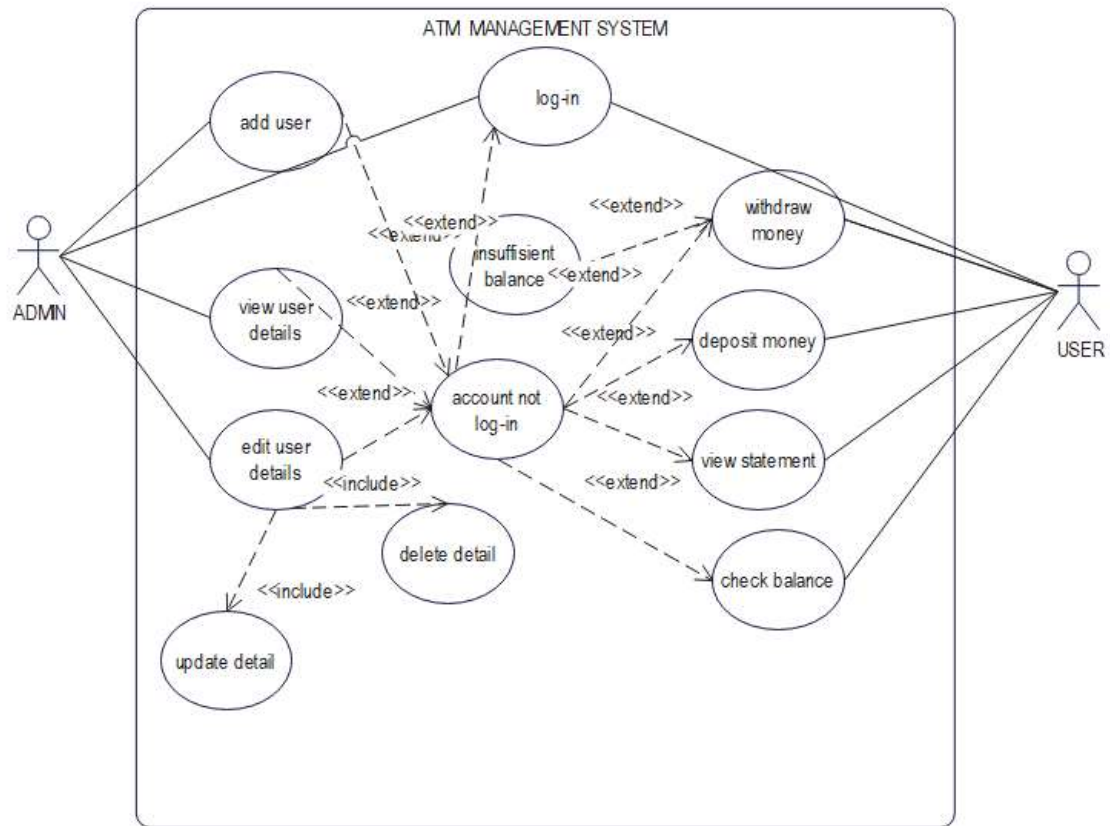 ATM MANAGEMENT SYSTEM
log-in
add user
<<extend>>
withdraw
money
<<extend>>
<<extend>>
insuffisient
balance
<<extend>>
ADMIN
view user
details
<<extend>>
<<extend>>
deposit money
USER
<<extend>>
account not
log-in
<<extend>>
edit user
details
view statement
<<include>>
<<extend>>
delete detail
check balance
<<include>>
update detail